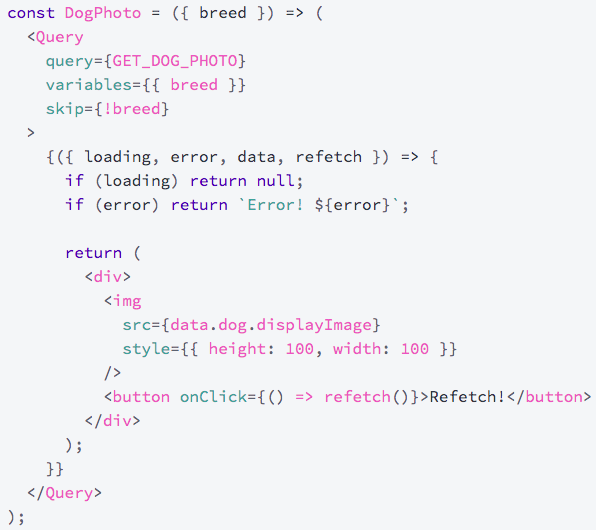 const DogPhoto = ({ breed }) => (
  <Query
    query={GET_DOG_PHOTO}
    variables={{ breed }}
    skip={!breed}
  >
    {({ loading, error, data, refetch }) => {
      if (loading) return null;
      if (error) return `Error! ${error}`;

      return (
        <div>
          <img
            src={data.dog.displayImage}
            style={{ height: 100, width: 100 }}
          />
          <button onClick={() => refetch()}>Refetch!</button>
        </div>
      );
    }}
  </Query>
);